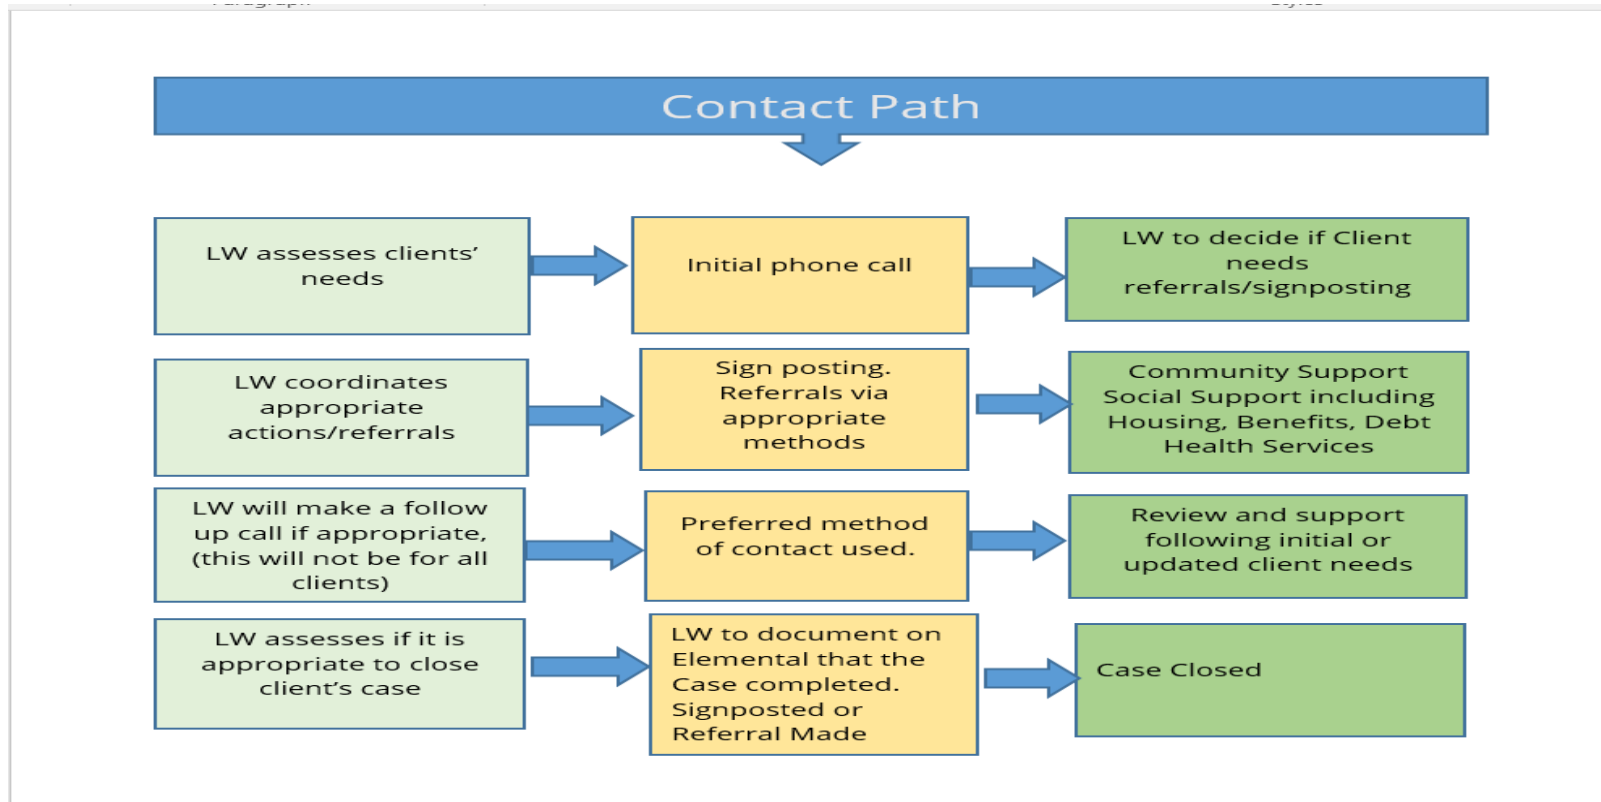 Contact Path
LW assesses clients’
needs
Initial phone call
LW to decide if Client
needs
referrals/signposting
LW coordinates
appropriate
actions/referrals
Sign posting.
Referrals via
appropriate
methods
Community Support
Social Support including
Housing, Benefits, Debt
Health Services
LW will make a follow
up call if appropriate,
(this will not be for all
clients)
Preferred method
of contact used.
Review and support
following initial or
updated client needs
LW assesses if it is
appropriate to close
client’s case
LW to document on
Elemental that the
Case completed.
Signposted or
Referral Made
Case Closed